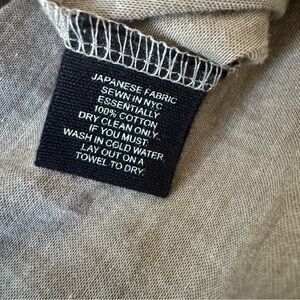 JAPANESE FABRIC
SEWN IN NYC
ESSENTIALLY
100% COTTON
DRY CLEAN ONLY.
IF YOU MUST:
WASH IN COLD WATER
LAY OUT ON A
TOWEL TO DRY.